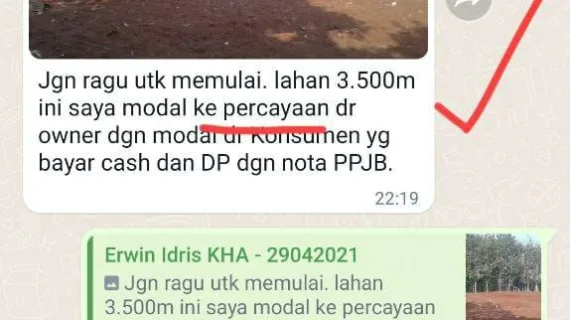 Jgn ragu utk memulai. lahan 3.500m
ini saya modal ke percayaan dr
owner dgn modal dr Konsumen yg
bayar cash dan DP dgn nota PPJB.
22:19
Erwin Idris KHA - 29042021
Jgn ragu utk memulai. lahan
3.500m ini saya modal ke percayaan